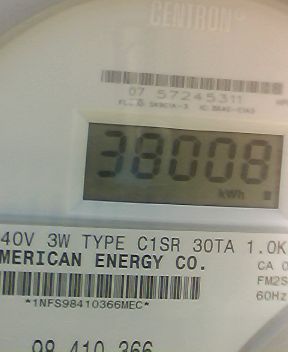 CENTRON
07 57245311
38008
kWh
40V 3W TYPE C1SR 30TA 1.0K
MERICAN ENERGY CO.
CA 0
FM2S
*1NFS98410366MEC*
60Hz
98 410 366